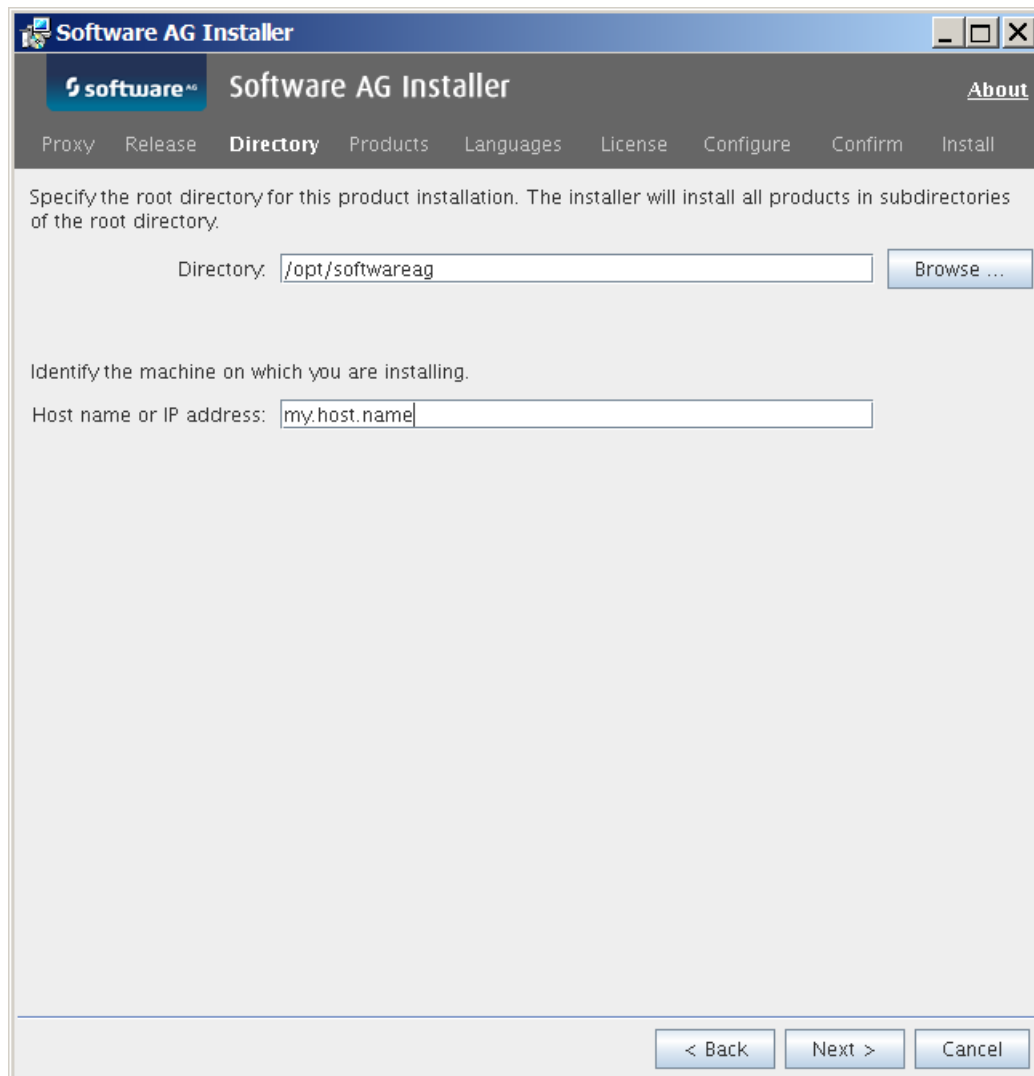 Software AG Installer
software AG Software AG Installer About
Proxy Release Directory Products Languages License Configure Confirm Install
Specify the root directory for this product installation. The installer will install all products in subdirectories
of the root directory.
Directory: /opt/softwareag Browse ...
Identify the machine on which you are installing.
Host name or IP address: my.host.name
< Back Next > Cancel